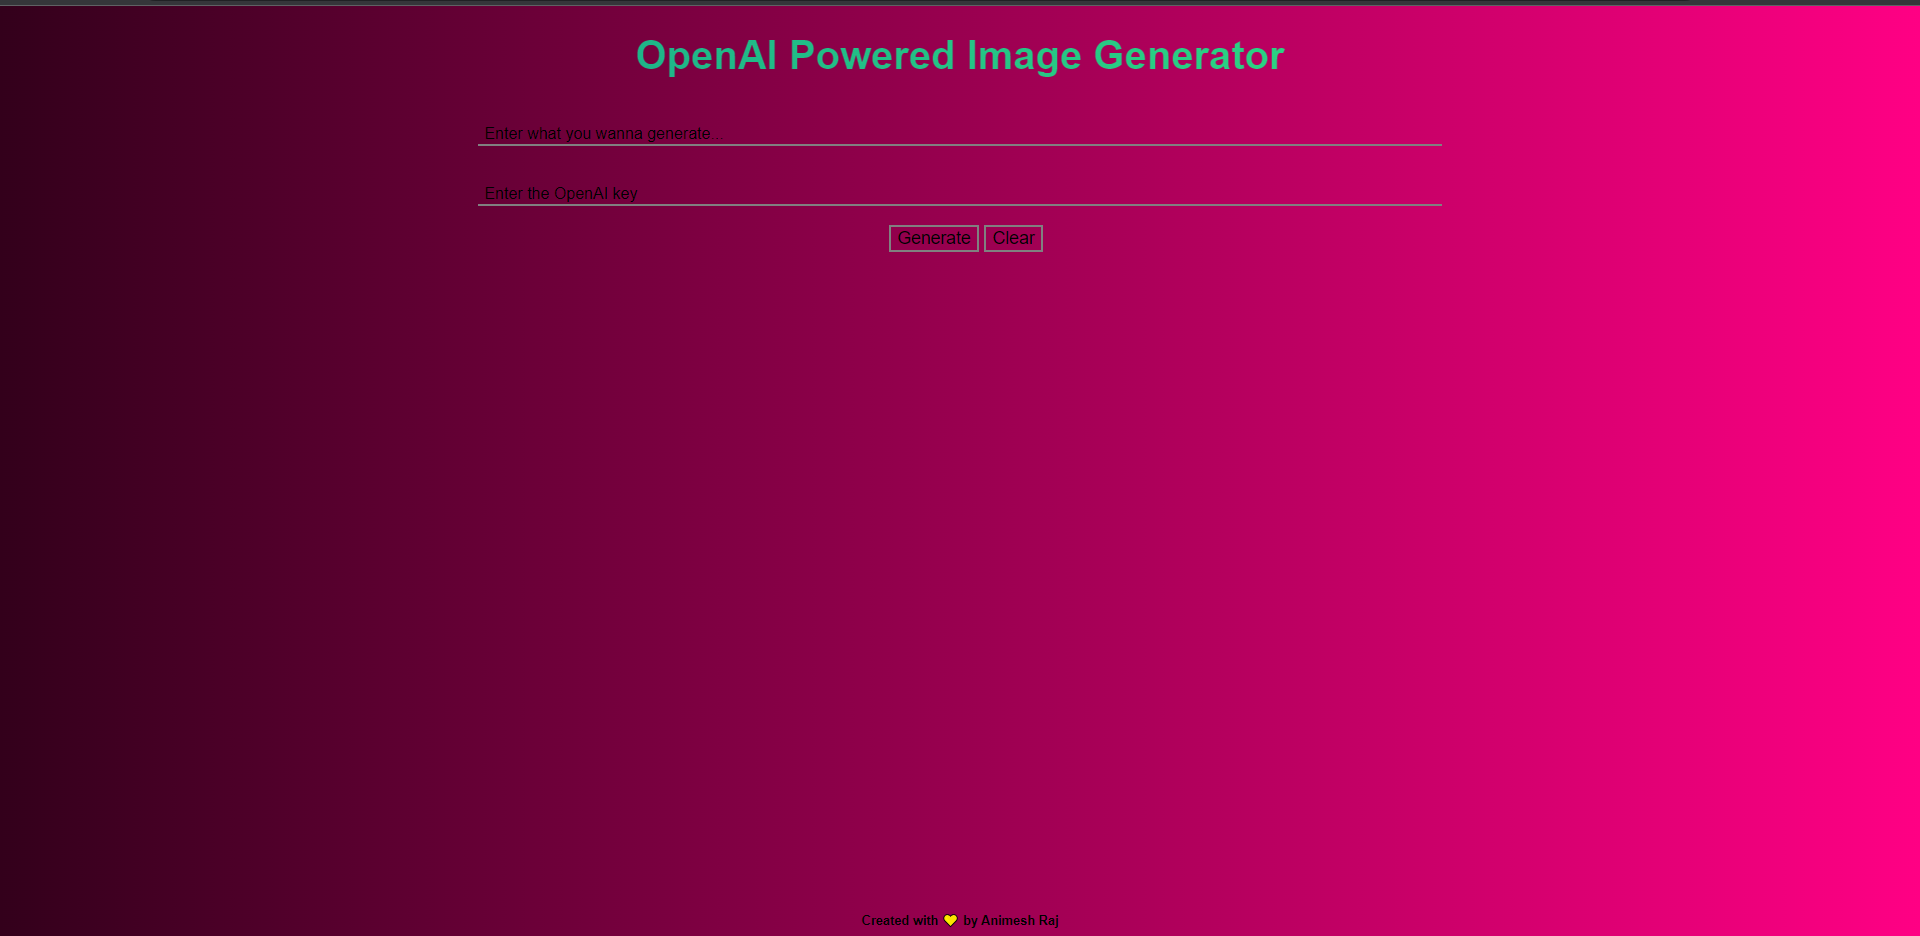 OpenAI Powered Image Generator
Enter what you wanna generate...
Enter the OpenAI key
Generate Clear
Created with 💛 by Animesh Raj